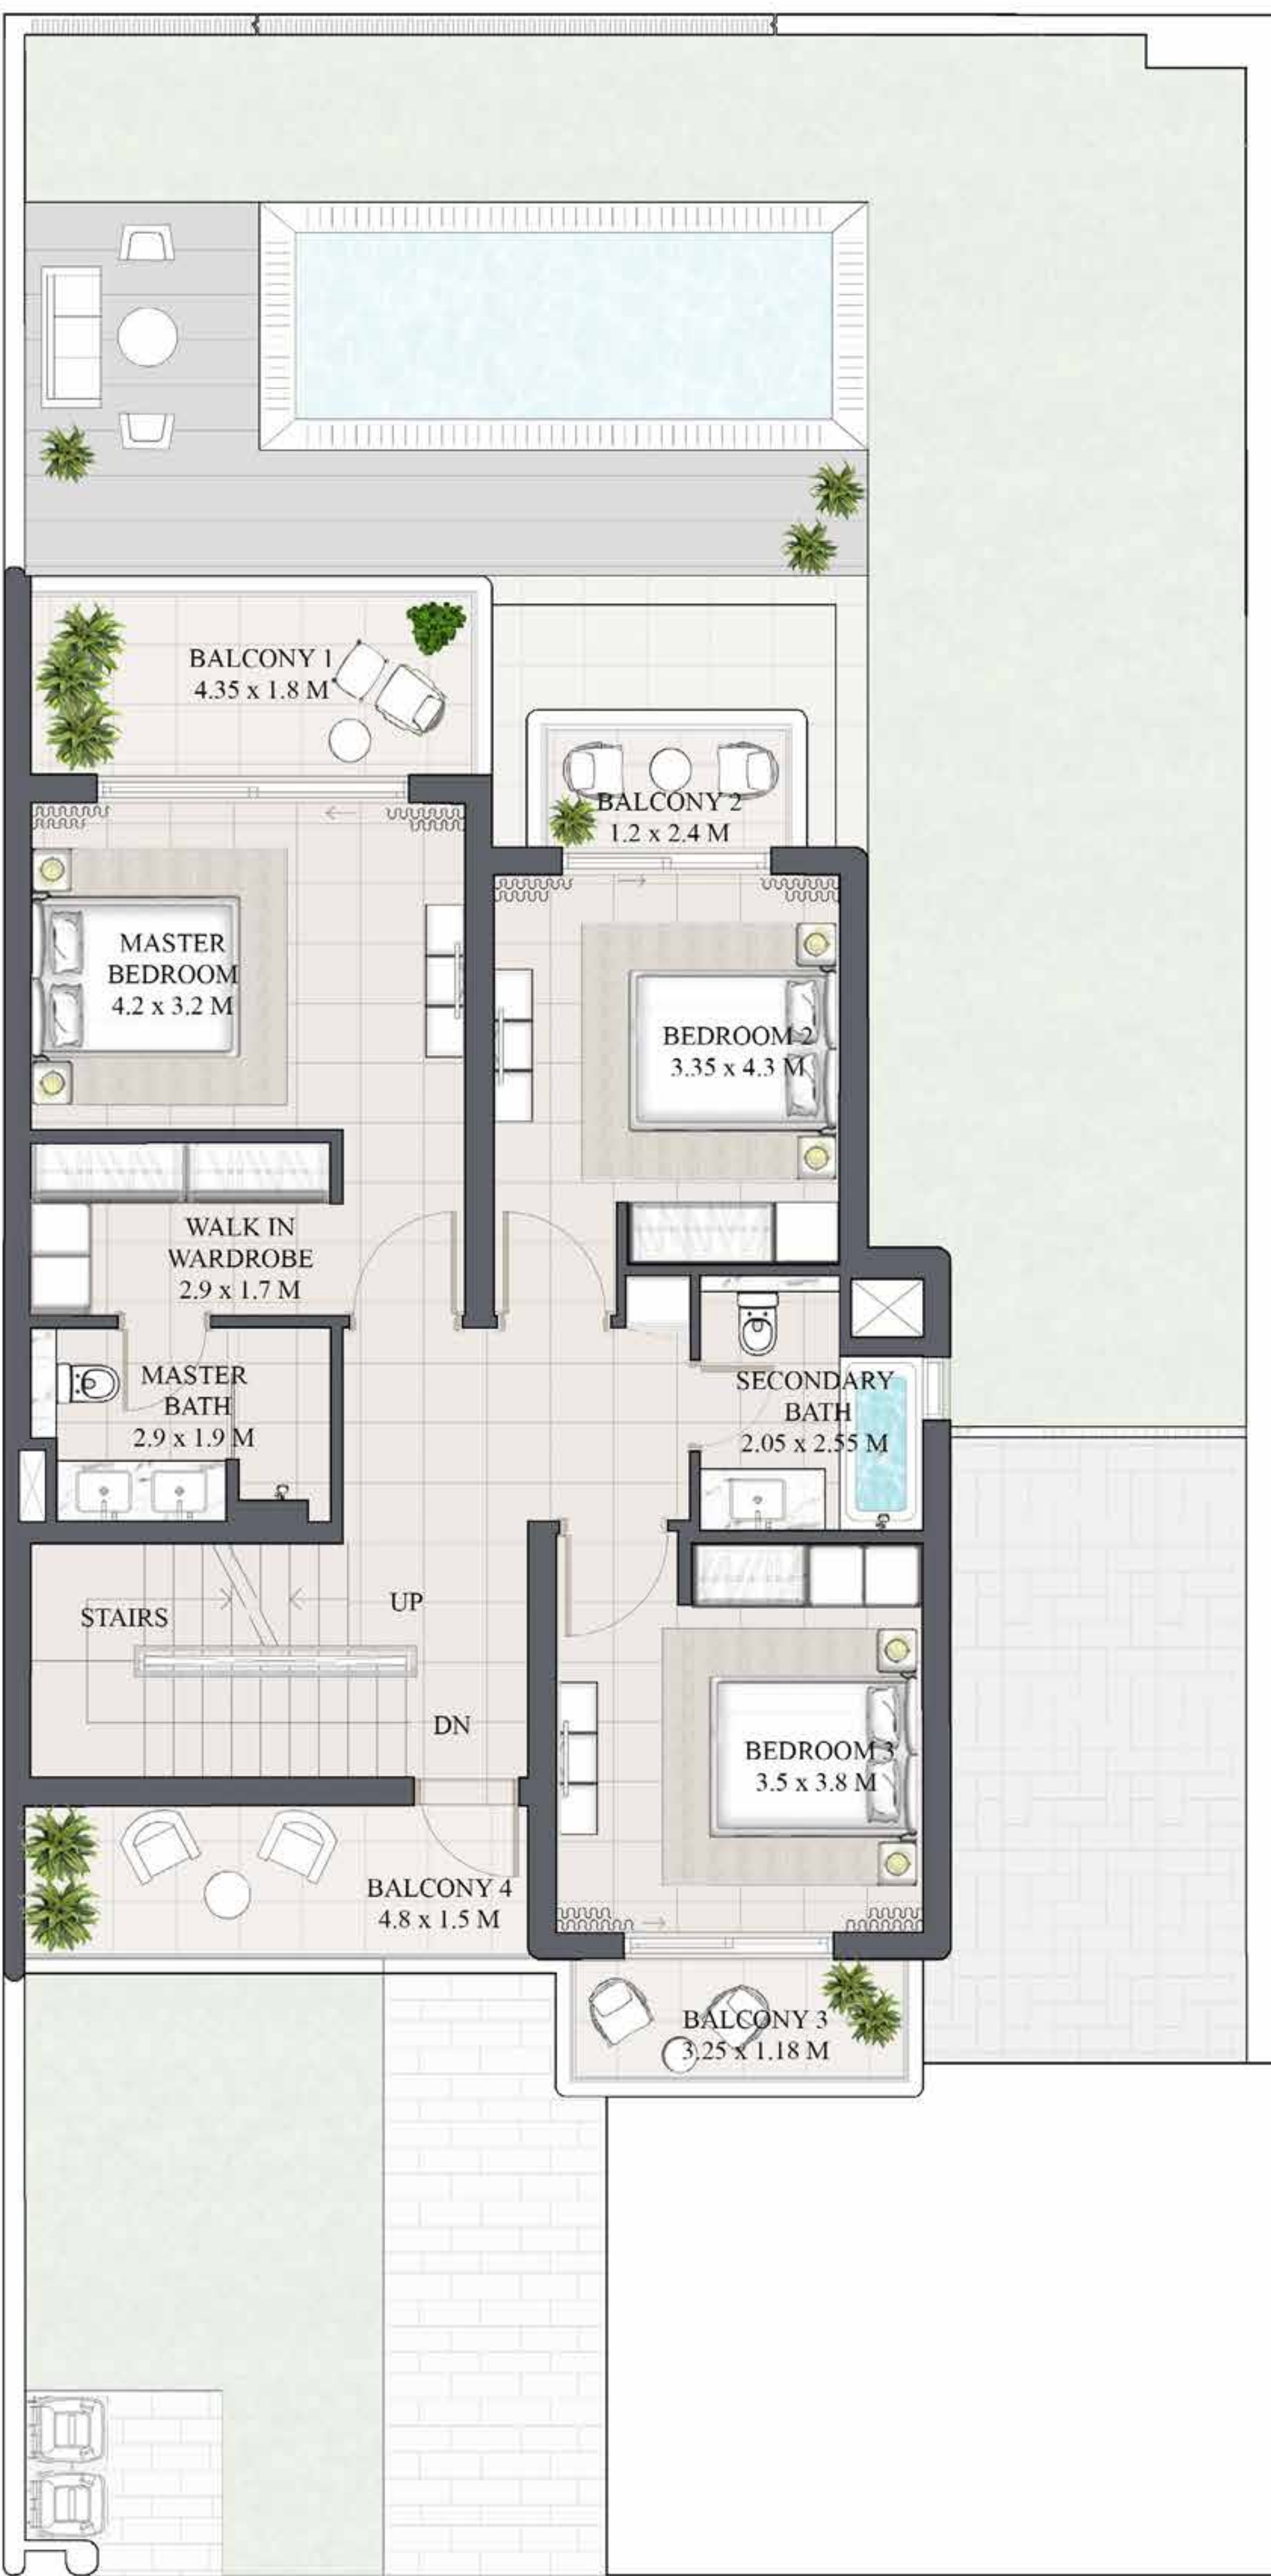 BALCONY 1
4.35 x 1.8 M
BALCONY 2
1.2 x 2.4 M
MASTER
BEDROOM
4.2 x 3.2 M
BEDROOM 2
3.35 x 4.3 M
WALK IN
WARDROBE
2.9 x 1.7 M
MASTER
BATH
2.9 x 1.9 M
SECONDARY
BATH
2.05 x 2.55 M
STAIRS
UP
DN
BEDROOM 3
3.5 x 3.8 M
BALCONY 4
4.8 x 1.5 M
BALCONY 3
3.25 x 1.18 M